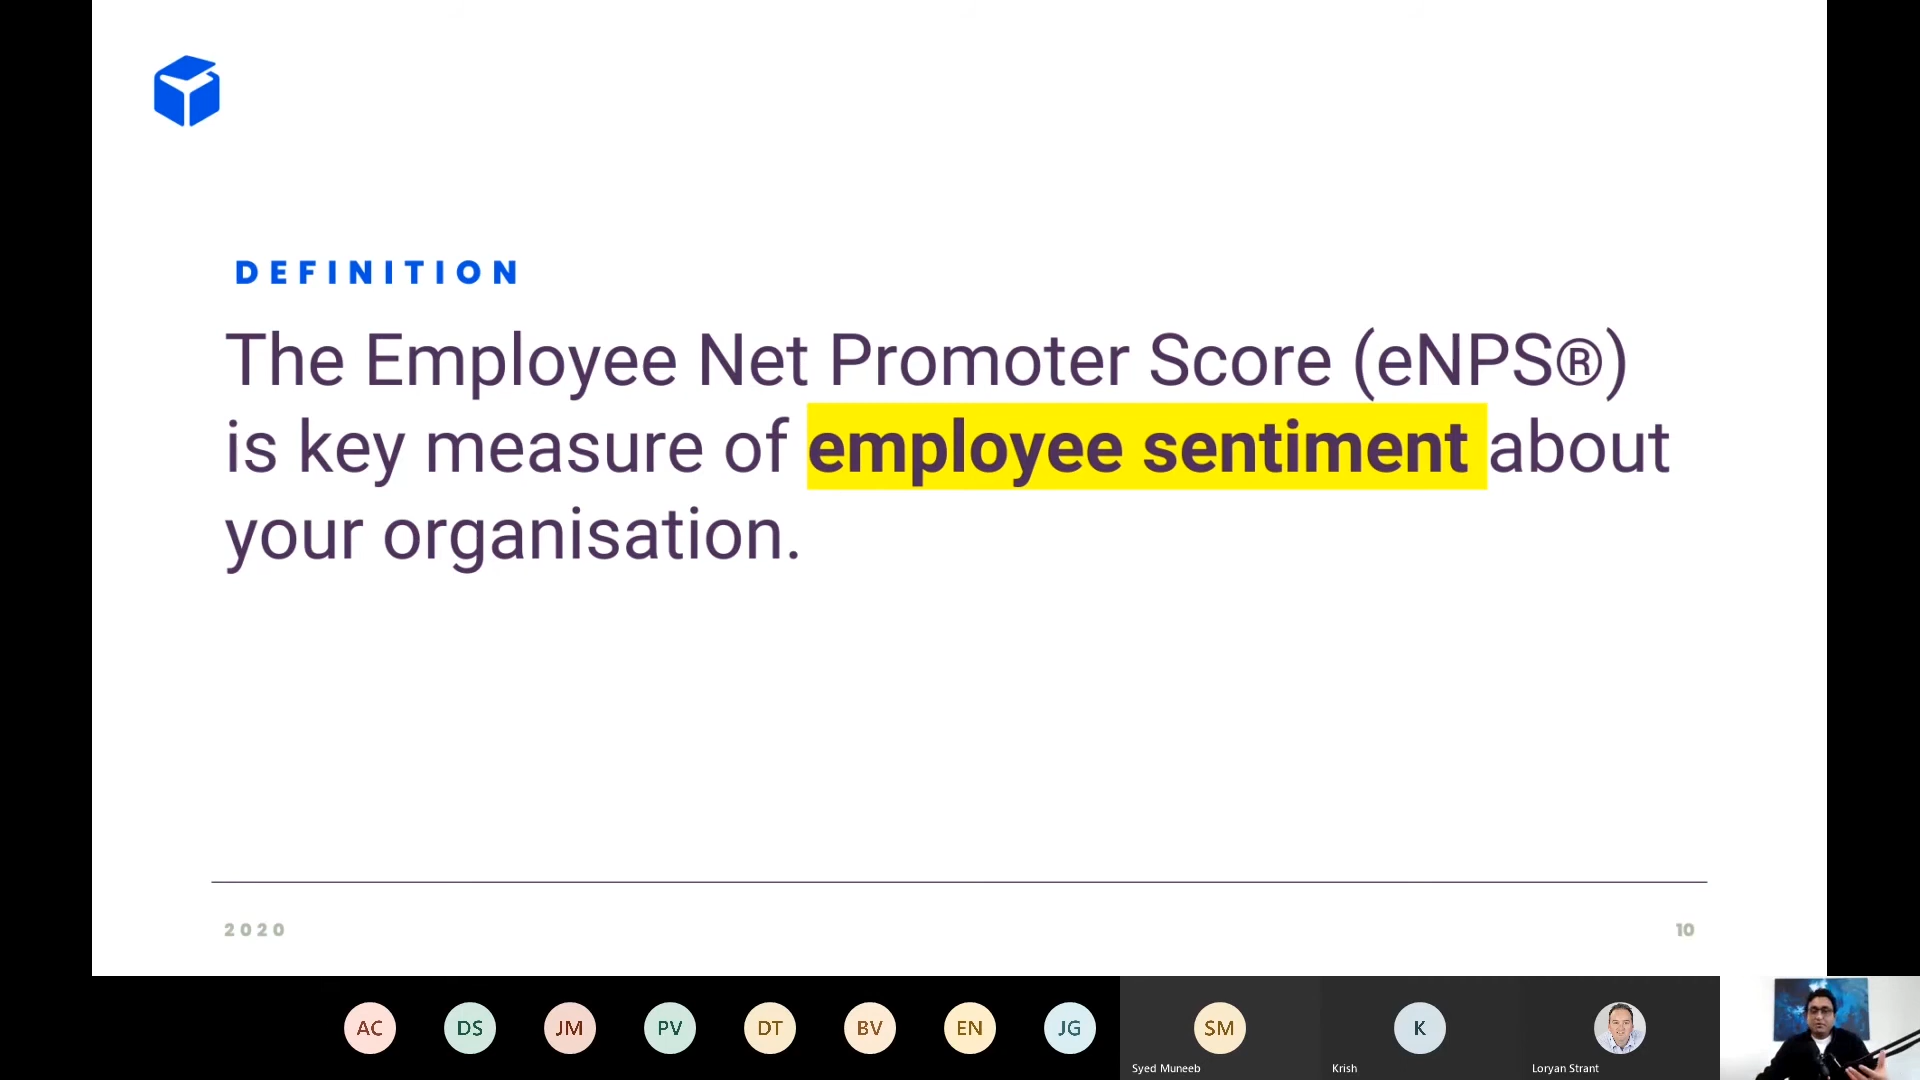 DEFINITION
The Employee Net Promoter Score (eNPS®)
is key measure of employee sentiment about
your organisation.
2020
10
AC
DS
JM
PV
DT
BV
EN
JG
SM
K
Syed Muneeb
Krish
Loryan Strant